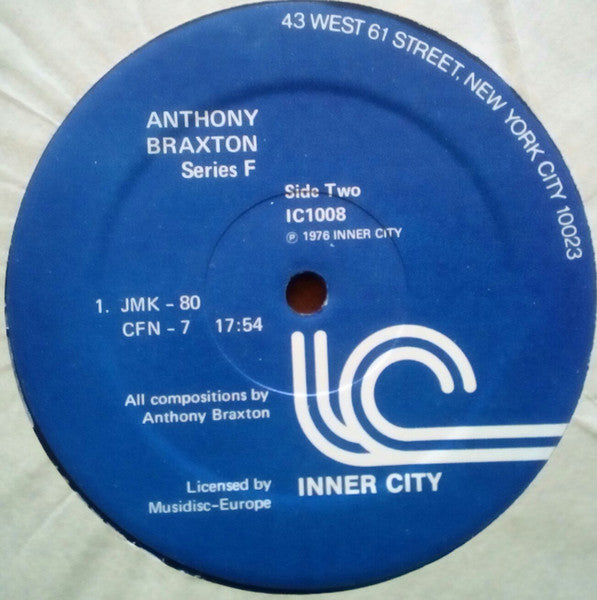 43 WEST 61 STREET, NEW YORK CITY 10023
ANTHONY
BRAXTON
Series F
Side Two
IC1008
℗ 1976 INNER CITY
1. JMK - 80
CFN - 7 17:54
All compositions by
Anthony Braxton
IC
Licensed by
Musidisc-Europe
INNER CITY